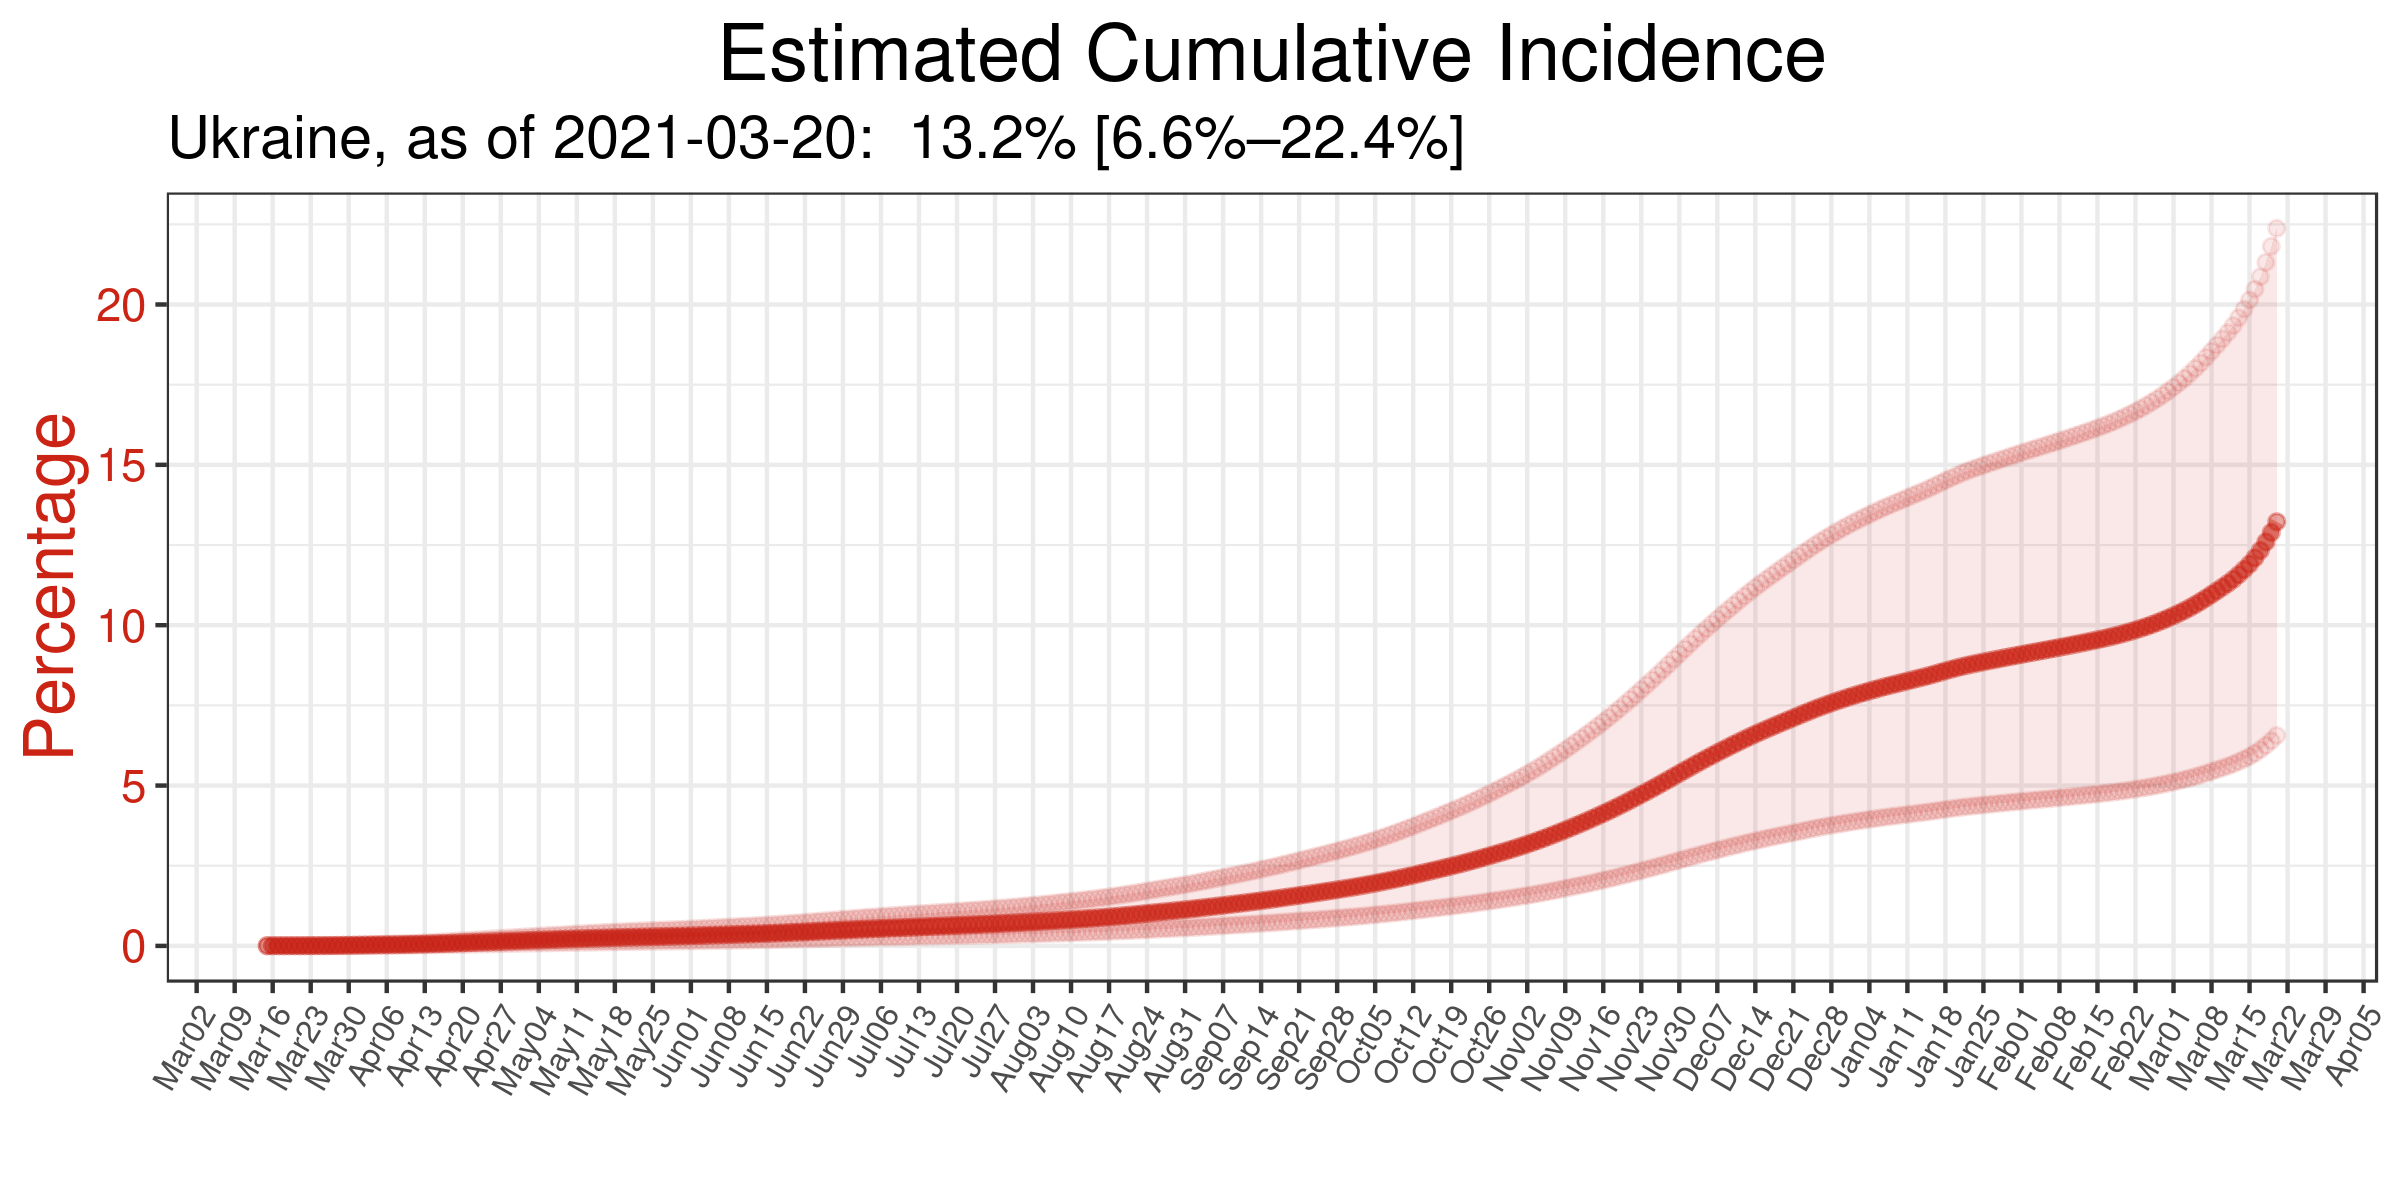 Estimated Cumulative Incidence
Ukraine, as of 2021-03-20:  13.2% [6.6%–22.4%]
Percentage
20
15
10
5
0
Mar02
Mar09
Mar16
Mar23
Mar30
Apr06
Apr13
Apr20
Apr27
May04
May11
May18
May25
Jun01
Jun08
Jun15
Jun22
Jun29
Jul06
Jul13
Jul20
Jul27
Aug03
Aug10
Aug17
Aug24
Aug31
Sep07
Sep14
Sep21
Sep28
Oct05
Oct12
Oct19
Oct26
Nov02
Nov09
Nov16
Nov23
Nov30
Dec07
Dec14
Dec21
Dec28
Jan04
Jan11
Jan18
Jan25
Feb01
Feb08
Feb15
Feb22
Mar01
Mar08
Mar15
Mar22
Mar29
Apr05